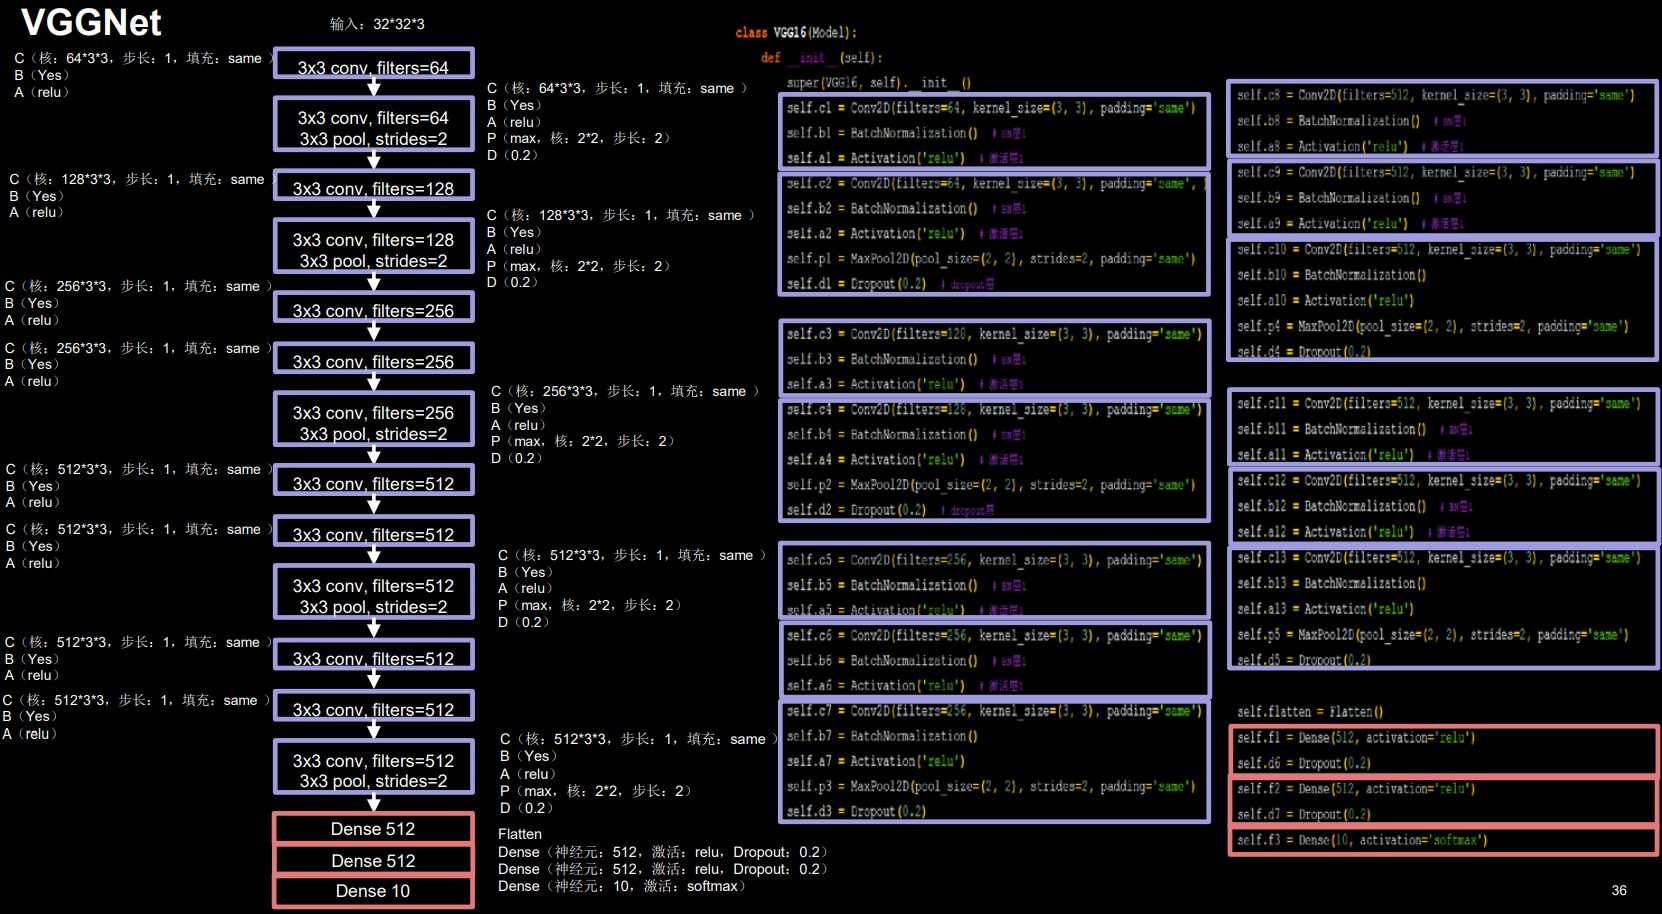 VGGNet
输入：32*32*3
C（核：64*3*3，步长：1，填充：same ）
B（Yes）
A（relu）
3x3 conv, filters=64
C（核：64*3*3，步长：1，填充：same ）
B（Yes）
A（relu）
P（max，核：2*2，步长：2）
D（0.2）
3x3 conv, filters=64
3x3 pool, strides=2
C（核：128*3*3，步长：1，填充：same
B（Yes）
A（relu）
3x3 conv, filters=128
C（核：128*3*3，步长：1，填充：same ）
B（Yes）
A（relu）
P（max，核：2*2，步长：2）
D（0.2）
3x3 conv, filters=128
3x3 pool, strides=2
C（核：256*3*3，步长：1，填充：same ）
B（Yes）
A（relu）
3x3 conv, filters=256
C（核：256*3*3，步长：1，填充：same ）
B（Yes）
A（relu）
3x3 conv, filters=256
C（核：256*3*3，步长：1，填充：same ）
B（Yes）
A（relu）
P（max，核：2*2，步长：2）
D（0.2）
3x3 conv, filters=256
3x3 pool, strides=2
C（核：512*3*3，步长：1，填充：same ）
B（Yes）
A（relu）
3x3 conv, filters=512
C（核：512*3*3，步长：1，填充：same ）
B（Yes）
A（relu）
3x3 conv, filters=512
C（核：512*3*3，步长：1，填充：same ）
B（Yes）
A（relu）
P（max，核：2*2，步长：2）
D（0.2）
3x3 conv, filters=512
3x3 pool, strides=2
C（核：512*3*3，步长：1，填充：same ）
B（Yes）
A（relu）
3x3 conv, filters=512
C（核：512*3*3，步长：1，填充：same ）
B（Yes）
A（relu）
3x3 conv, filters=512
C（核：512*3*3，步长：1，填充：same ）
B（Yes）
A（relu）
P（max，核：2*2，步长：2）
D（0.2）
3x3 conv, filters=512
3x3 pool, strides=2
Dense 512
Dense 512
Dense 10
Flatten
Dense（神经元：512，激活：relu，Dropout：0.2）
Dense（神经元：512，激活：relu，Dropout：0.2）
Dense（神经元：10，激活：softmax）
class VGG16(Model):
def __init__(self):
super(VGG16, self).__init__()
self.c1 = Conv2D(filters=64, kernel_size=(3, 3), padding='same')
self.b1 = BatchNormalization() # BN层1
self.a1 = Activation('relu') # 激活层1
self.c2 = Conv2D(filters=64, kernel_size=(3, 3), padding='same',
self.b2 = BatchNormalization() # BN层1
self.a2 = Activation('relu') # 激活层1
self.p1 = MaxPool2D(pool_size=(2, 2), strides=2, padding='same')
self.d1 = Dropout(0.2) # dropout层
self.c3 = Conv2D(filters=128, kernel_size=(3, 3), padding='same')
self.b3 = BatchNormalization() # BN层1
self.a3 = Activation('relu') # 激活层1
self.c4 = Conv2D(filters=128, kernel_size=(3, 3), padding='same')
self.b4 = BatchNormalization() # BN层1
self.a4 = Activation('relu') # 激活层1
self.p2 = MaxPool2D(pool_size=(2, 2), strides=2, padding='same')
self.d2 = Dropout(0.2) # dropout层
self.c5 = Conv2D(filters=256, kernel_size=(3, 3), padding='same')
self.b5 = BatchNormalization() # BN层1
self.a5 = Activation('relu') # 激活层1
self.c6 = Conv2D(filters=256, kernel_size=(3, 3), padding='same')
self.b6 = BatchNormalization() # BN层1
self.a6 = Activation('relu') # 激活层1
self.c7 = Conv2D(filters=256, kernel_size=(3, 3), padding='same')
self.b7 = BatchNormalization()
self.a7 = Activation('relu')
self.p3 = MaxPool2D(pool_size=(2, 2), strides=2, padding='same')
self.d3 = Dropout(0.2)
self.c8 = Conv2D(filters=512, kernel_size=(3, 3), padding='same')
self.b8 = BatchNormalization() # BN层1
self.a8 = Activation('relu') # 激活层1
self.c9 = Conv2D(filters=512, kernel_size=(3, 3), padding='same')
self.b9 = BatchNormalization() # BN层1
self.a9 = Activation('relu') # 激活层1
self.c10 = Conv2D(filters=512, kernel_size=(3, 3), padding='same')
self.b10 = BatchNormalization()
self.a10 = Activation('relu')
self.p4 = MaxPool2D(pool_size=(2, 2), strides=2, padding='same')
self.d4 = Dropout(0.2)
self.c11 = Conv2D(filters=512, kernel_size=(3, 3), padding='same')
self.b11 = BatchNormalization() # BN层1
self.a11 = Activation('relu') # 激活层1
self.c12 = Conv2D(filters=512, kernel_size=(3, 3), padding='same')
self.b12 = BatchNormalization() # BN层1
self.a12 = Activation('relu') # 激活层1
self.c13 = Conv2D(filters=512, kernel_size=(3, 3), padding='same')
self.b13 = BatchNormalization()
self.a13 = Activation('relu')
self.p5 = MaxPool2D(pool_size=(2, 2), strides=2, padding='same')
self.d5 = Dropout(0.2)
self.flatten = Flatten()
self.f1 = Dense(512, activation='relu')
self.d6 = Dropout(0.2)
self.f2 = Dense(512, activation='relu')
self.d7 = Dropout(0.2)
self.f3 = Dense(10, activation='softmax')
36